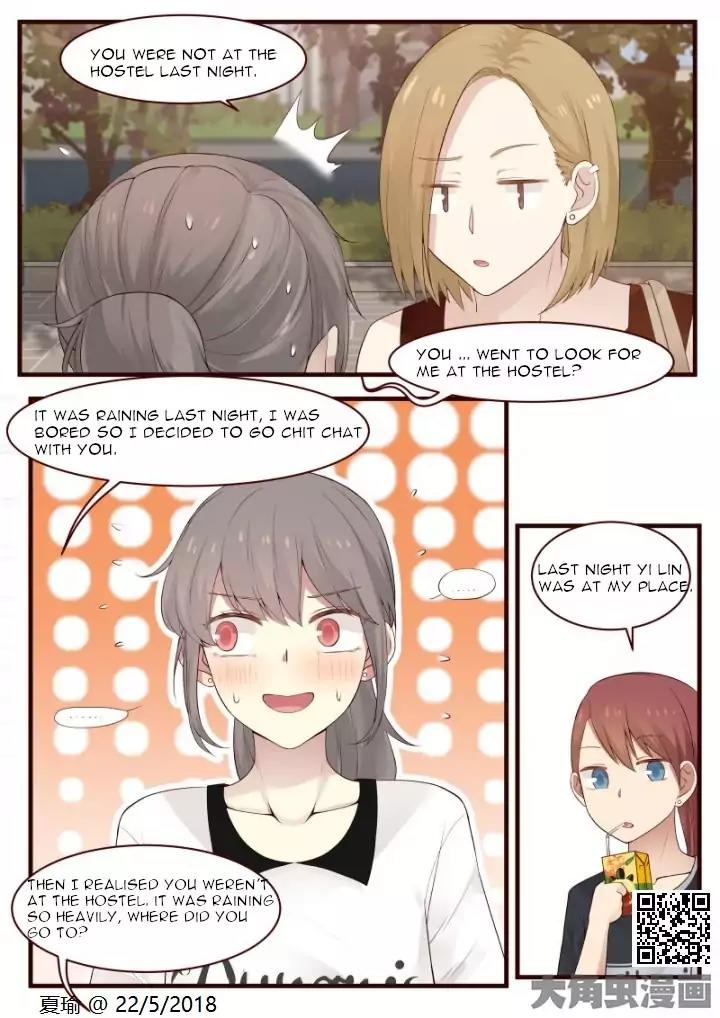 YOU WERE NOT AT THE
HOSTEL LAST NIGHT.
YOU ... WENT TO LOOK FOR
ME AT THE HOSTEL?
IT WAS RAINING LAST NIGHT, I WAS
BORED SO I DECIDED TO GO CHIT CHAT
WITH YOU.
......
......
THEN I REALISED YOU WEREN'T
AT THE HOSTEL. IT WAS RAINING
SO HEAVILY, WHERE DID YOU
GO TO?
LAST NIGHT YI LIN
WAS AT MY PLACE.
夏瑜 @ 22/5/2018
大角虫漫画